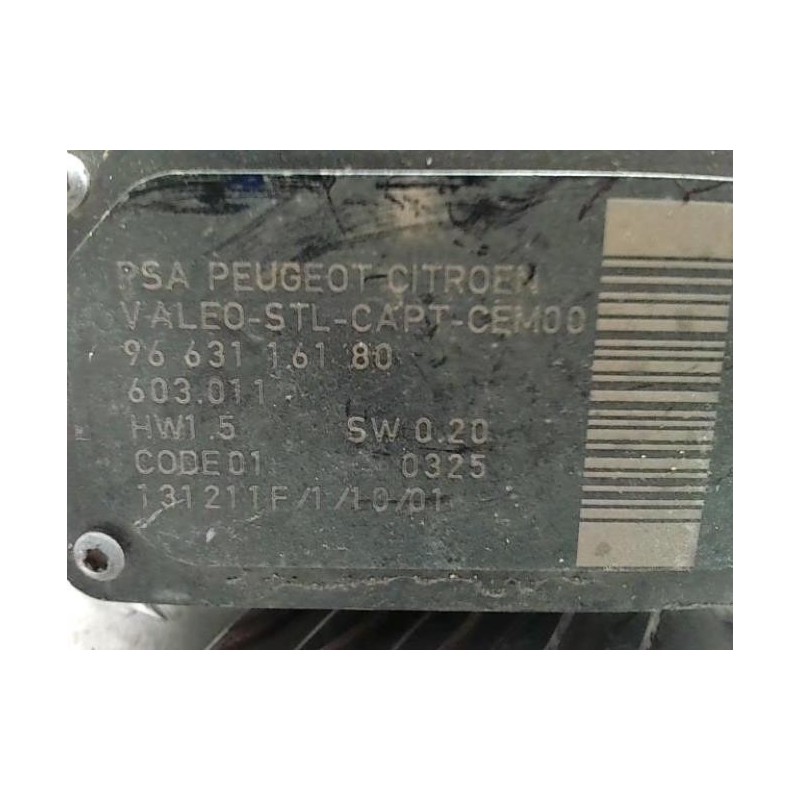 PSA PEUGEOT-CITROEN
VALEO-STL-CAPT-CEM00
96 631 161 80
603.011
HW1.5 SW 0.20
CODE01 0325
131211F/1/10/01